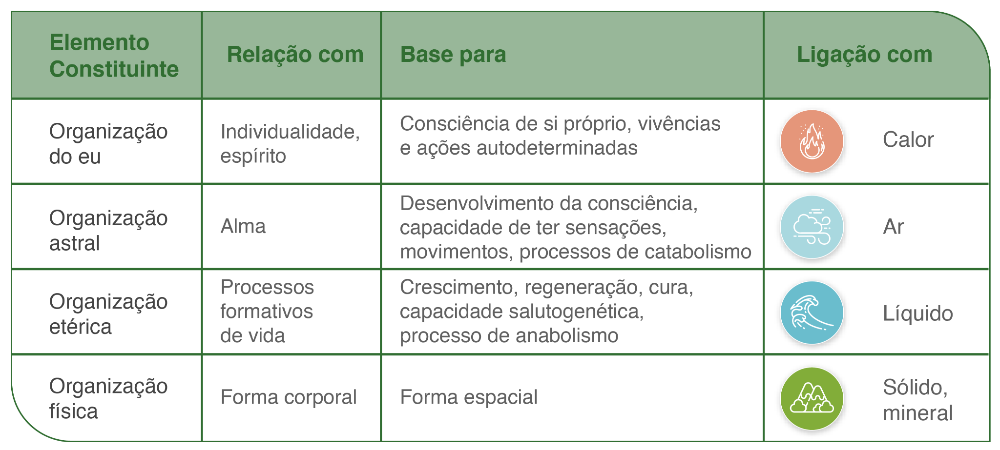 Elemento
Constituinte
Relação com
Base para
Ligação com
Organização
do eu
Individualidade,
espírito
Consciência de si próprio, vivências
e ações autodeterminadas
Calor
Organização
astral
Alma
Desenvolvimento da consciência,
capacidade de ter sensações,
movimentos, processos de catabolismo
Ar
Organização
etérica
Processos
formativos
de vida
Crescimento, regeneração, cura,
capacidade salutogenética,
processo de anabolismo
Líquido
Organização
física
Forma corporal
Forma espacial
Sólido,
mineral